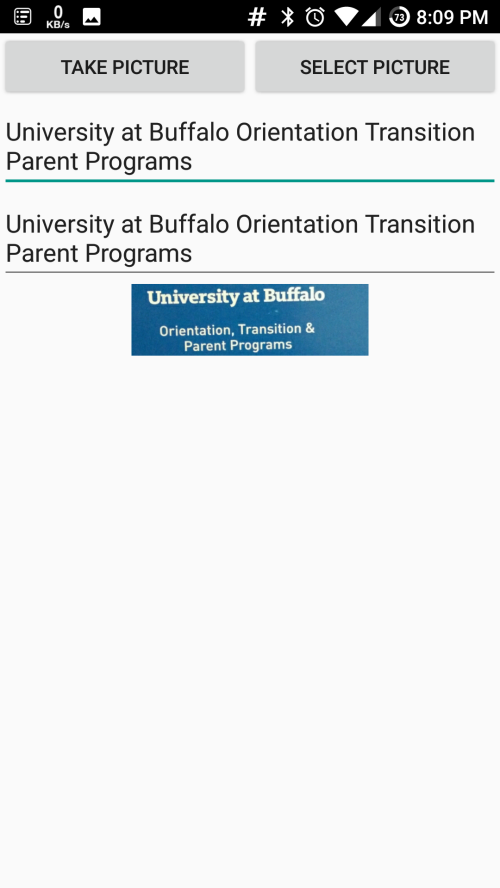 0
KB/s
73
8:09 PM
TAKE PICTURE
SELECT PICTURE
University at Buffalo Orientation Transition
Parent Programs
University at Buffalo Orientation Transition
Parent Programs
University at Buffalo
Orientation, Transition &
Parent Programs